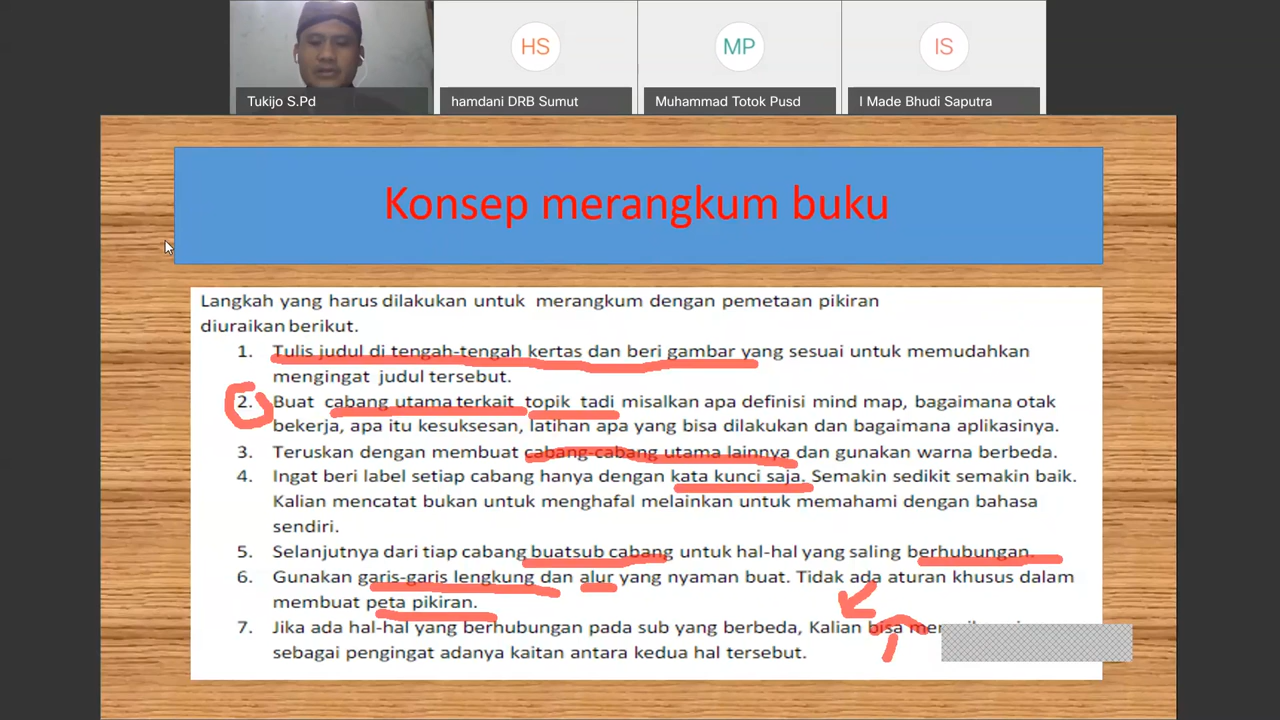 HS
MP
IS
Tukijo S.Pd
hamdani DRB Sumut
Muhammad Totok Pusd
I Made Bhudi Saputra
Konsep merangkum buku
Langkah yang harus dilakukan untuk merangkum dengan pemetaan pikiran
diuraikan berikut.
1. Tulis judul di tengah-tengah kertas dan beri gambar yang sesuai untuk memudahkan
mengingat judul tersebut.
2. Buat cabang utama terkait topik tadi misalkan apa definisi mind map, bagaimana otak
bekerja, apa itu kesuksesan, latihan apa yang bisa dilakukan dan bagaimana aplikasinya.
3. Teruskan dengan membuat cabang-cabang utama lainnya dan gunakan warna berbeda.
4. Ingat beri label setiap cabang hanya dengan kata kunci saja. Semakin sedikit semakin baik.
Kalian mencatat bukan untuk menghafal melainkan untuk memahami dengan bahasa
sendiri.
5. Selanjutnya dari tiap cabang buatsub cabang untuk hal-hal yang saling berhubungan.
6. Gunakan garis-garis lengkung dan alur yang nyaman buat. Tidak ada aturan khusus dalam
membuat peta pikiran.
7. Jika ada hal-hal yang berhubungan pada sub yang berbeda, Kalian bisa
sebagai pengingat adanya kaitan antara kedua hal tersebut.